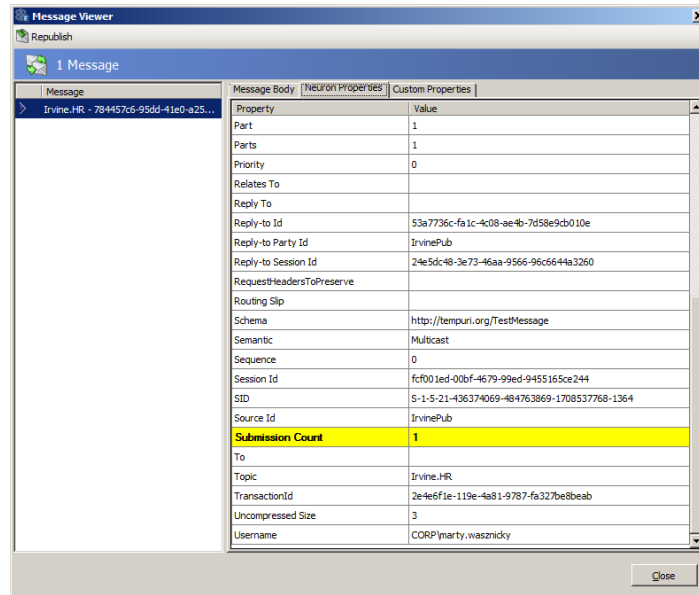 Message Viewer
Republish
1 Message
Message
Irvine.HR - 784457c6-95dd-41e0-a25...
Message Body Neuron Properties Custom Properties
Property Value
Part 1
Parts 1
Priority 0
Relates To
Reply To
Reply-to Id 53a7736c-fa1c-4c08-ae4b-7d58e9cb010e
Reply-to Party Id IrvinePub
Reply-to Session Id 24e5dc48-3e73-46aa-9566-96c6644a3260
RequestHeadersToPreserve
Routing Slip
Schema http://tempuri.org/TestMessage
Semantic Multicast
Sequence 0
Session Id fcf001ed-00bf-4679-99ed-9455165ce244
SID S-1-5-21-436374069-484763869-1708537768-1364
Source Id IrvinePub
Submission Count 1
To
Topic Irvine.HR
TransactionId 2e4e6f1e-119e-4a81-9787-fa327be8beab
Uncompressed Size 3
Username CORP\marty.wasznicky
Close